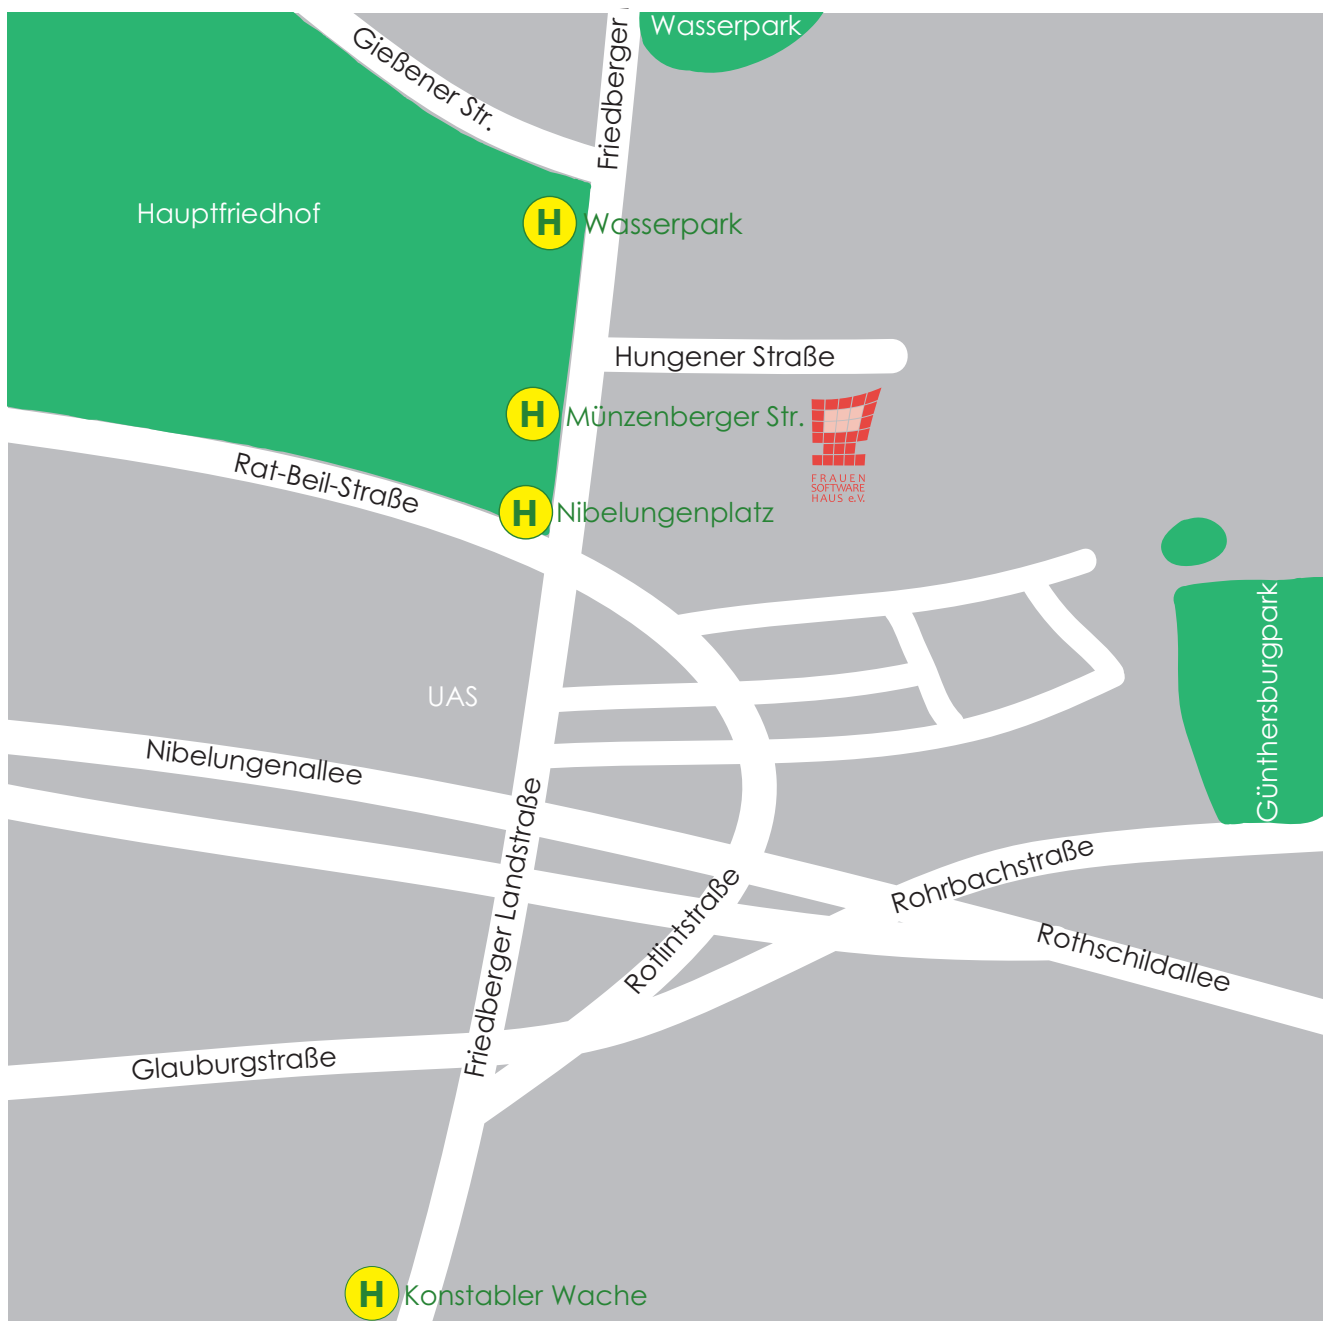 Wasserpark
Friedberger
Gießener Str.
Hauptfriedhof
H Wasserpark
Hungener Straße
H Münzenberger Str.
Rat-Beil-Straße
FRAUEN
SOFTWARE
HAUS e.V.
H Nibelungenplatz
Günthersburgpark
UAS
Nibelungenallee
Friedberger Landstraße
Rotlintstraße
Rohrbachstraße
Rothschildallee
Glauburgstraße
H Konstabler Wache